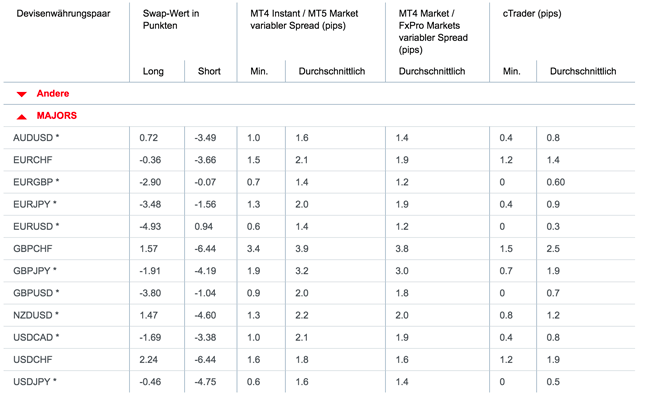 Devisenwährungspaar Swap-Wert in Punkten MT4 Instant / MT5 Market variabler Spread (pips) MT4 Market / FxPro Markets variabler Spread (pips) cTrader (pips)
Long Short Min. Durchschnittlich Durchschnittlich Min. Durchschnittlich
Andere
MAJORS
AUDUSD * 0.72 -3.49 1.0 1.6 1.4 0.4 0.8
EURCHF -0.36 -3.66 1.5 2.1 1.9 1.2 1.4
EURGBP * -2.90 -0.07 0.7 1.4 1.2 0 0.60
EURJPY * -3.48 -1.56 1.3 2.0 1.9 0.4 0.9
EURUSD * -4.93 0.94 0.6 1.4 1.2 0 0.3
GBPCHF 1.57 -6.44 3.4 3.9 3.8 1.5 2.5
GBPJPY * -1.91 -4.19 1.9 3.2 3.0 0.7 1.9
GBPUSD * -3.80 -1.04 0.9 2.0 1.8 0 0.7
NZDUSD * 1.47 -4.60 1.3 2.2 2.0 0.8 1.2
USDCAD * -1.69 -3.38 1.0 2.1 1.9 0.4 0.8
USDCHF 2.24 -6.44 1.6 1.8 1.6 1.2 1.9
USDJPY * -0.46 -4.75 0.6 1.6 1.4 0 0.5